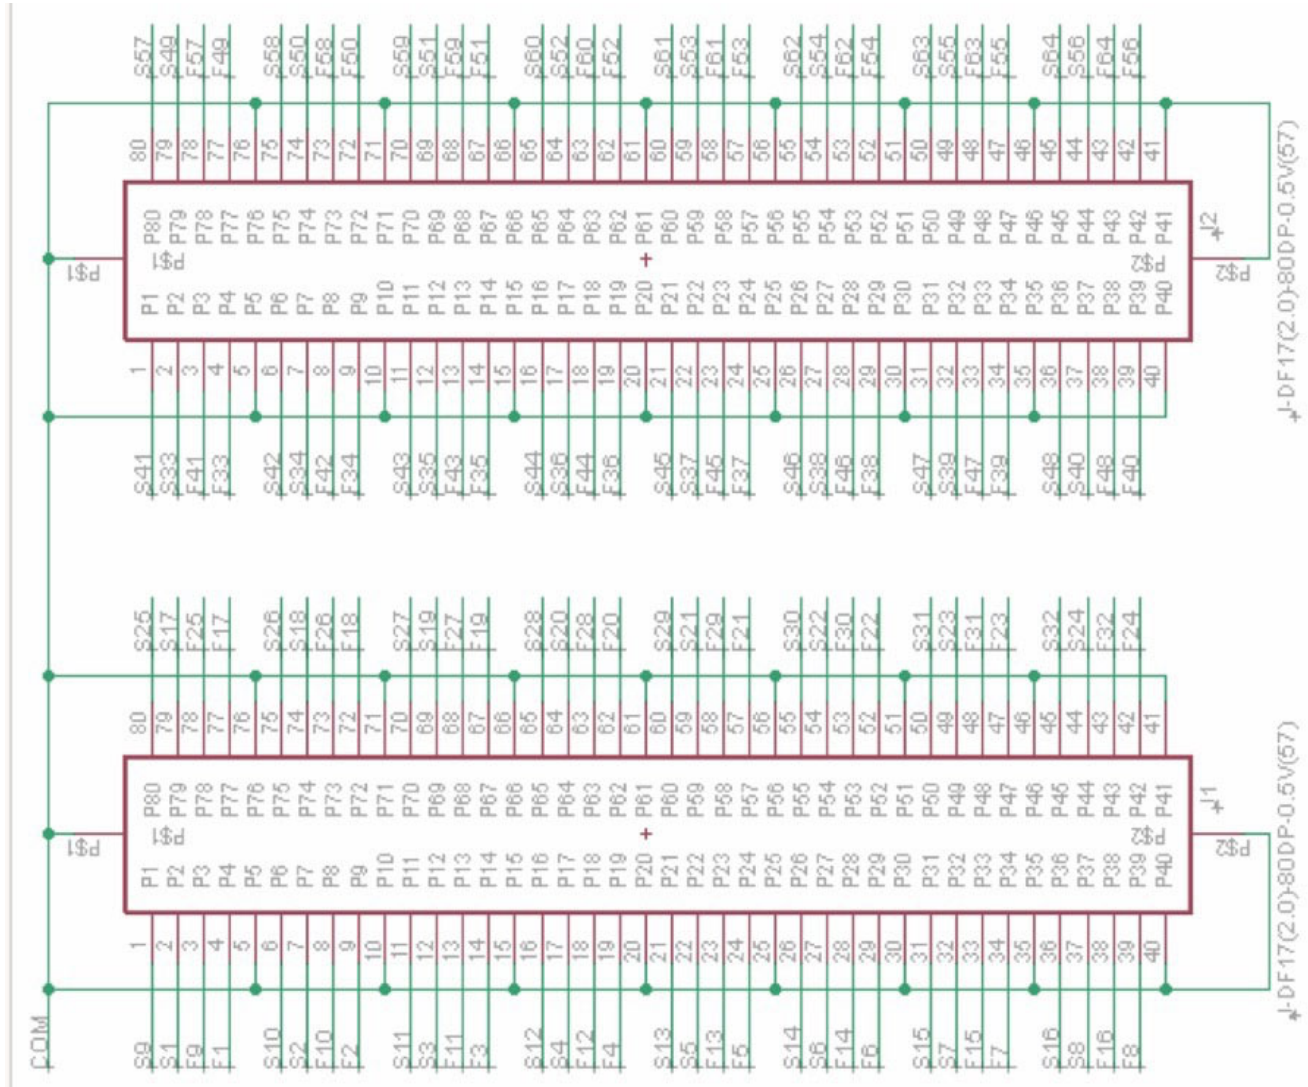 S57 S49 F57 F49 S58 S50 F58 F50 S59 S51 F59 F51 S60 S52 F60 F52 S61 S53 F61 F53 S62 S54 F62 F54 S63 S55 F63 F55 S64 S56 F64 F56
80 79 78 77 76 75 74 73 72 71 70 69 68 67 66 65 64 63 62 61 60 59 58 57 56 55 54 53 52 51 50 49 48 47 46 45 44 43 42 41
P80 P79 P78 P77 P76 P75 P74 P73 P72 P71 P70 P69 P68 P67 P66 P65 P64 P63 P62 P61 P60 P59 P58 P57 P56 P55 P54 P53 P52 P51 P50 P49 P48 P47 P46 P45 P44 P43 P42 P41
J2
P$1 P$1 P$2 P$2
P1 P2 P3 P4 P5 P6 P7 P8 P9 P10 P11 P12 P13 P14 P15 P16 P17 P18 P19 P20 P21 P22 P23 P24 P25 P26 P27 P28 P29 P30 P31 P32 P33 P34 P35 P36 P37 P38 P39 P40
1 2 3 4 5 6 7 8 9 10 11 12 13 14 15 16 17 18 19 20 21 22 23 24 25 26 27 28 29 30 31 32 33 34 35 36 37 38 39 40
J-DF17(2.0)-80DP-0.5V(57)
S41 S33 F41 F33 S42 S34 F42 F34 S43 S35 F43 F35 S44 S36 F44 F36 S45 S37 F45 F37 S46 S38 F46 F38 S47 S39 F47 F39 S48 S40 F48 F40
S25 S17 F25 F17 S26 S18 F26 F18 S27 S19 F27 F19 S28 S20 F28 F20 S29 S21 F29 F21 S30 S22 F30 F22 S31 S23 F31 F23 S32 S24 F32 F24
80 79 78 77 76 75 74 73 72 71 70 69 68 67 66 65 64 63 62 61 60 59 58 57 56 55 54 53 52 51 50 49 48 47 46 45 44 43 42 41
P80 P79 P78 P77 P76 P75 P74 P73 P72 P71 P70 P69 P68 P67 P66 P65 P64 P63 P62 P61 P60 P59 P58 P57 P56 P55 P54 P53 P52 P51 P50 P49 P48 P47 P46 P45 P44 P43 P42 P41
J1
P$1 P$1 P$2 P$2
P1 P2 P3 P4 P5 P6 P7 P8 P9 P10 P11 P12 P13 P14 P15 P16 P17 P18 P19 P20 P21 P22 P23 P24 P25 P26 P27 P28 P29 P30 P31 P32 P33 P34 P35 P36 P37 P38 P39 P40
1 2 3 4 5 6 7 8 9 10 11 12 13 14 15 16 17 18 19 20 21 22 23 24 25 26 27 28 29 30 31 32 33 34 35 36 37 38 39 40
J-DF17(2.0)-80DP-0.5V(57)
COM
S9 S1 F9 F1 S10 S2 F10 F2 S11 S3 F11 F3 S12 S4 F12 F4 S13 S5 F13 F5 S14 S6 F14 F6 S15 S7 F15 F7 S16 S8 F16 F8